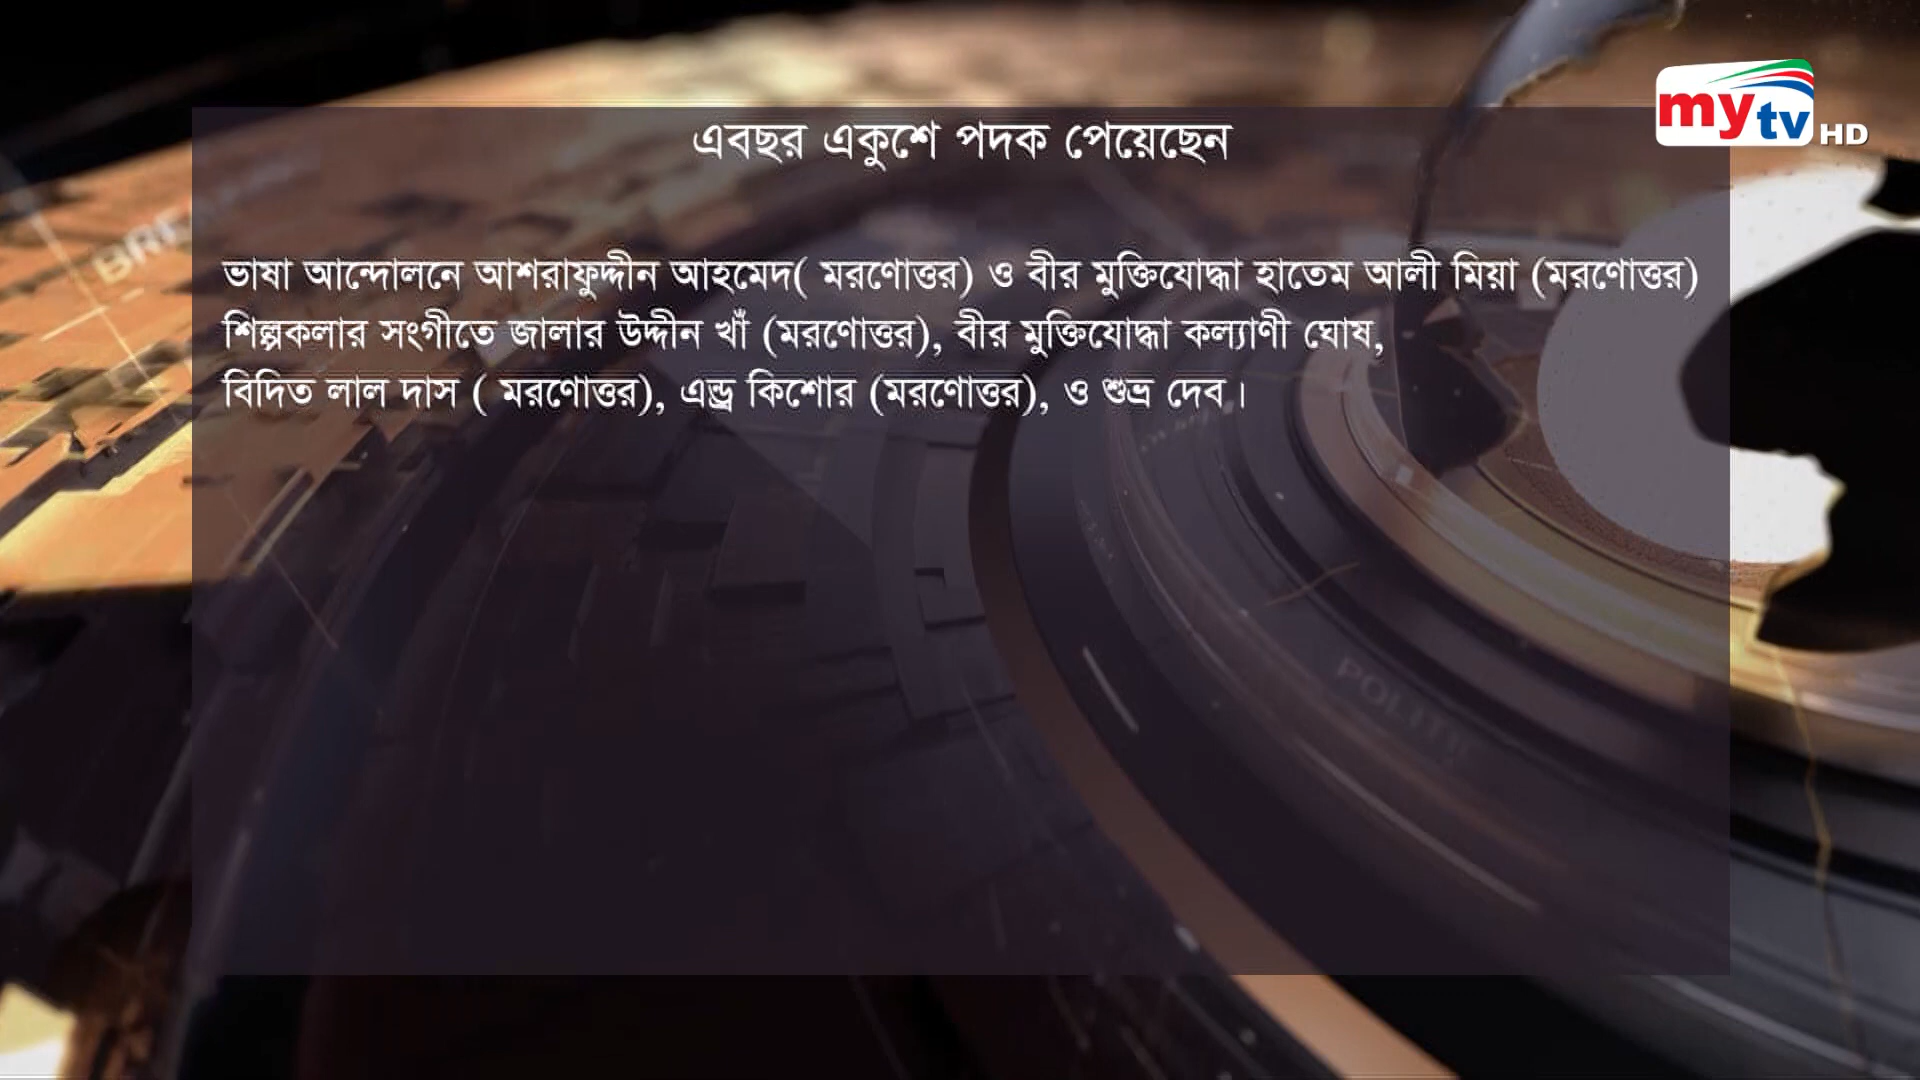 mytv HD
এবছর একুশে পদক পেয়েছেন
ভাষা আন্দোলনে আশরাফুদ্দীন আহমেদ( মরণোত্তর) ও বীর মুক্তিযোদ্ধা হাতেম আলী মিয়া (মরণোত্তর)
শিল্পকলার সংগীতে জালার উদ্দীন খাঁ (মরণোত্তর), বীর মুক্তিযোদ্ধা কল্যাণী ঘোষ,
বিদিত লাল দাস ( মরণোত্তর), এন্ড্রু কিশোর (মরণোত্তর), ও শুভ্র দেব।